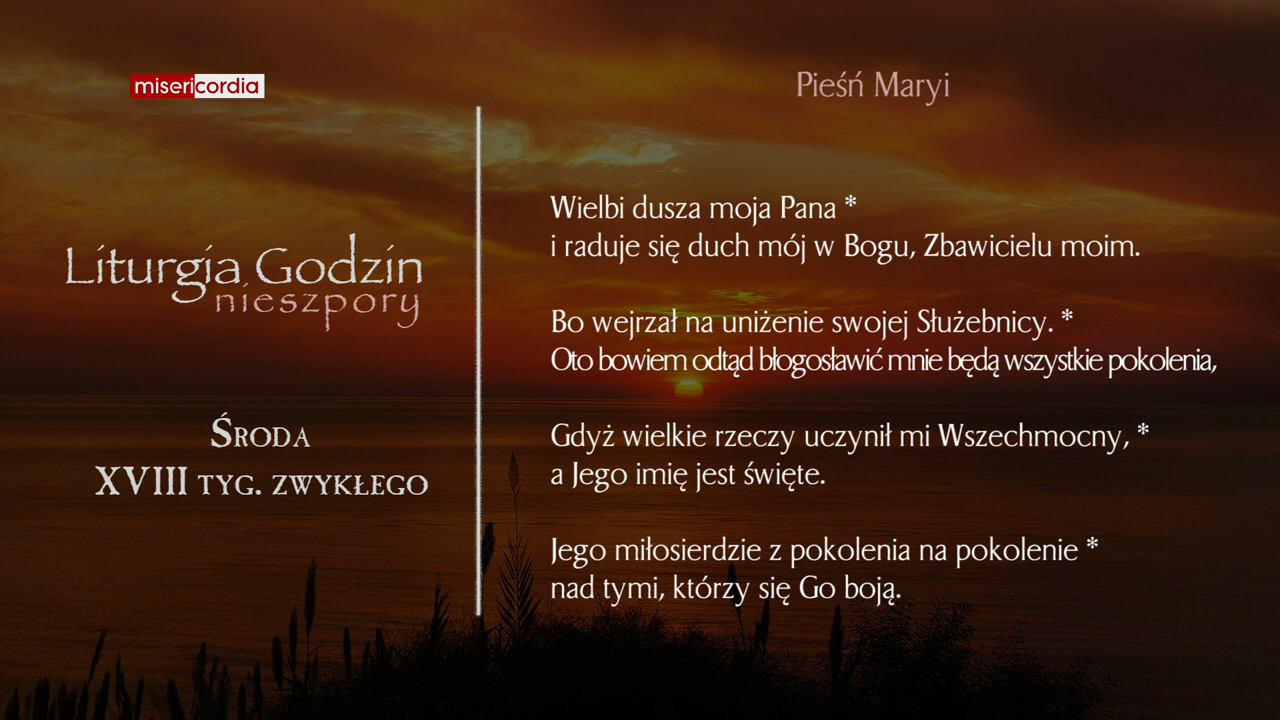 misericordia
Liturgia Godzin
nieszpory
Środa
XVIII tyg. zwykłego
Pieśń Maryi
Wielbi dusza moja Pana *
i raduje się duch mój w Bogu, Zbawicielu moim.
Bo wejrzał na uniżenie swojej Służebnicy. *
Oto bowiem odtąd błogosławić mnie będą wszystkie pokolenia,
Gdyż wielkie rzeczy uczynił mi Wszechmocny, *
a Jego imię jest święte.
Jego miłosierdzie z pokolenia na pokolenie *
nad tymi, którzy się Go boją.